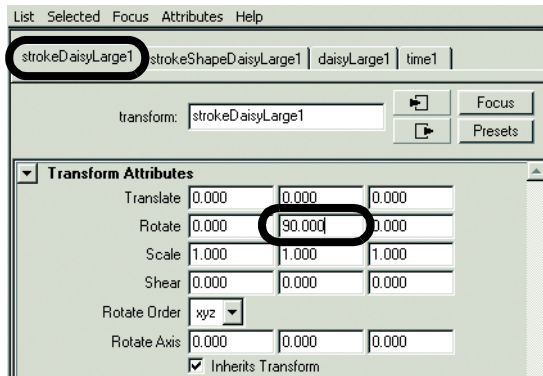 List Selected Focus Attributes Help
strokeDaisyLarge1 strokeShapeDaisyLarge1 daisyLarge1 time1
transform: strokeDaisyLarge1 Focus
Presets
Transform Attributes
Translate 0.000 0.000 0.000
Rotate 0.000 90.000 0.000
Scale 1.000 1.000 1.000
Shear 0.000 0.000 0.000
Rotate Order xyz
Rotate Axis 0.000 0.000 0.000
Inherits Transform